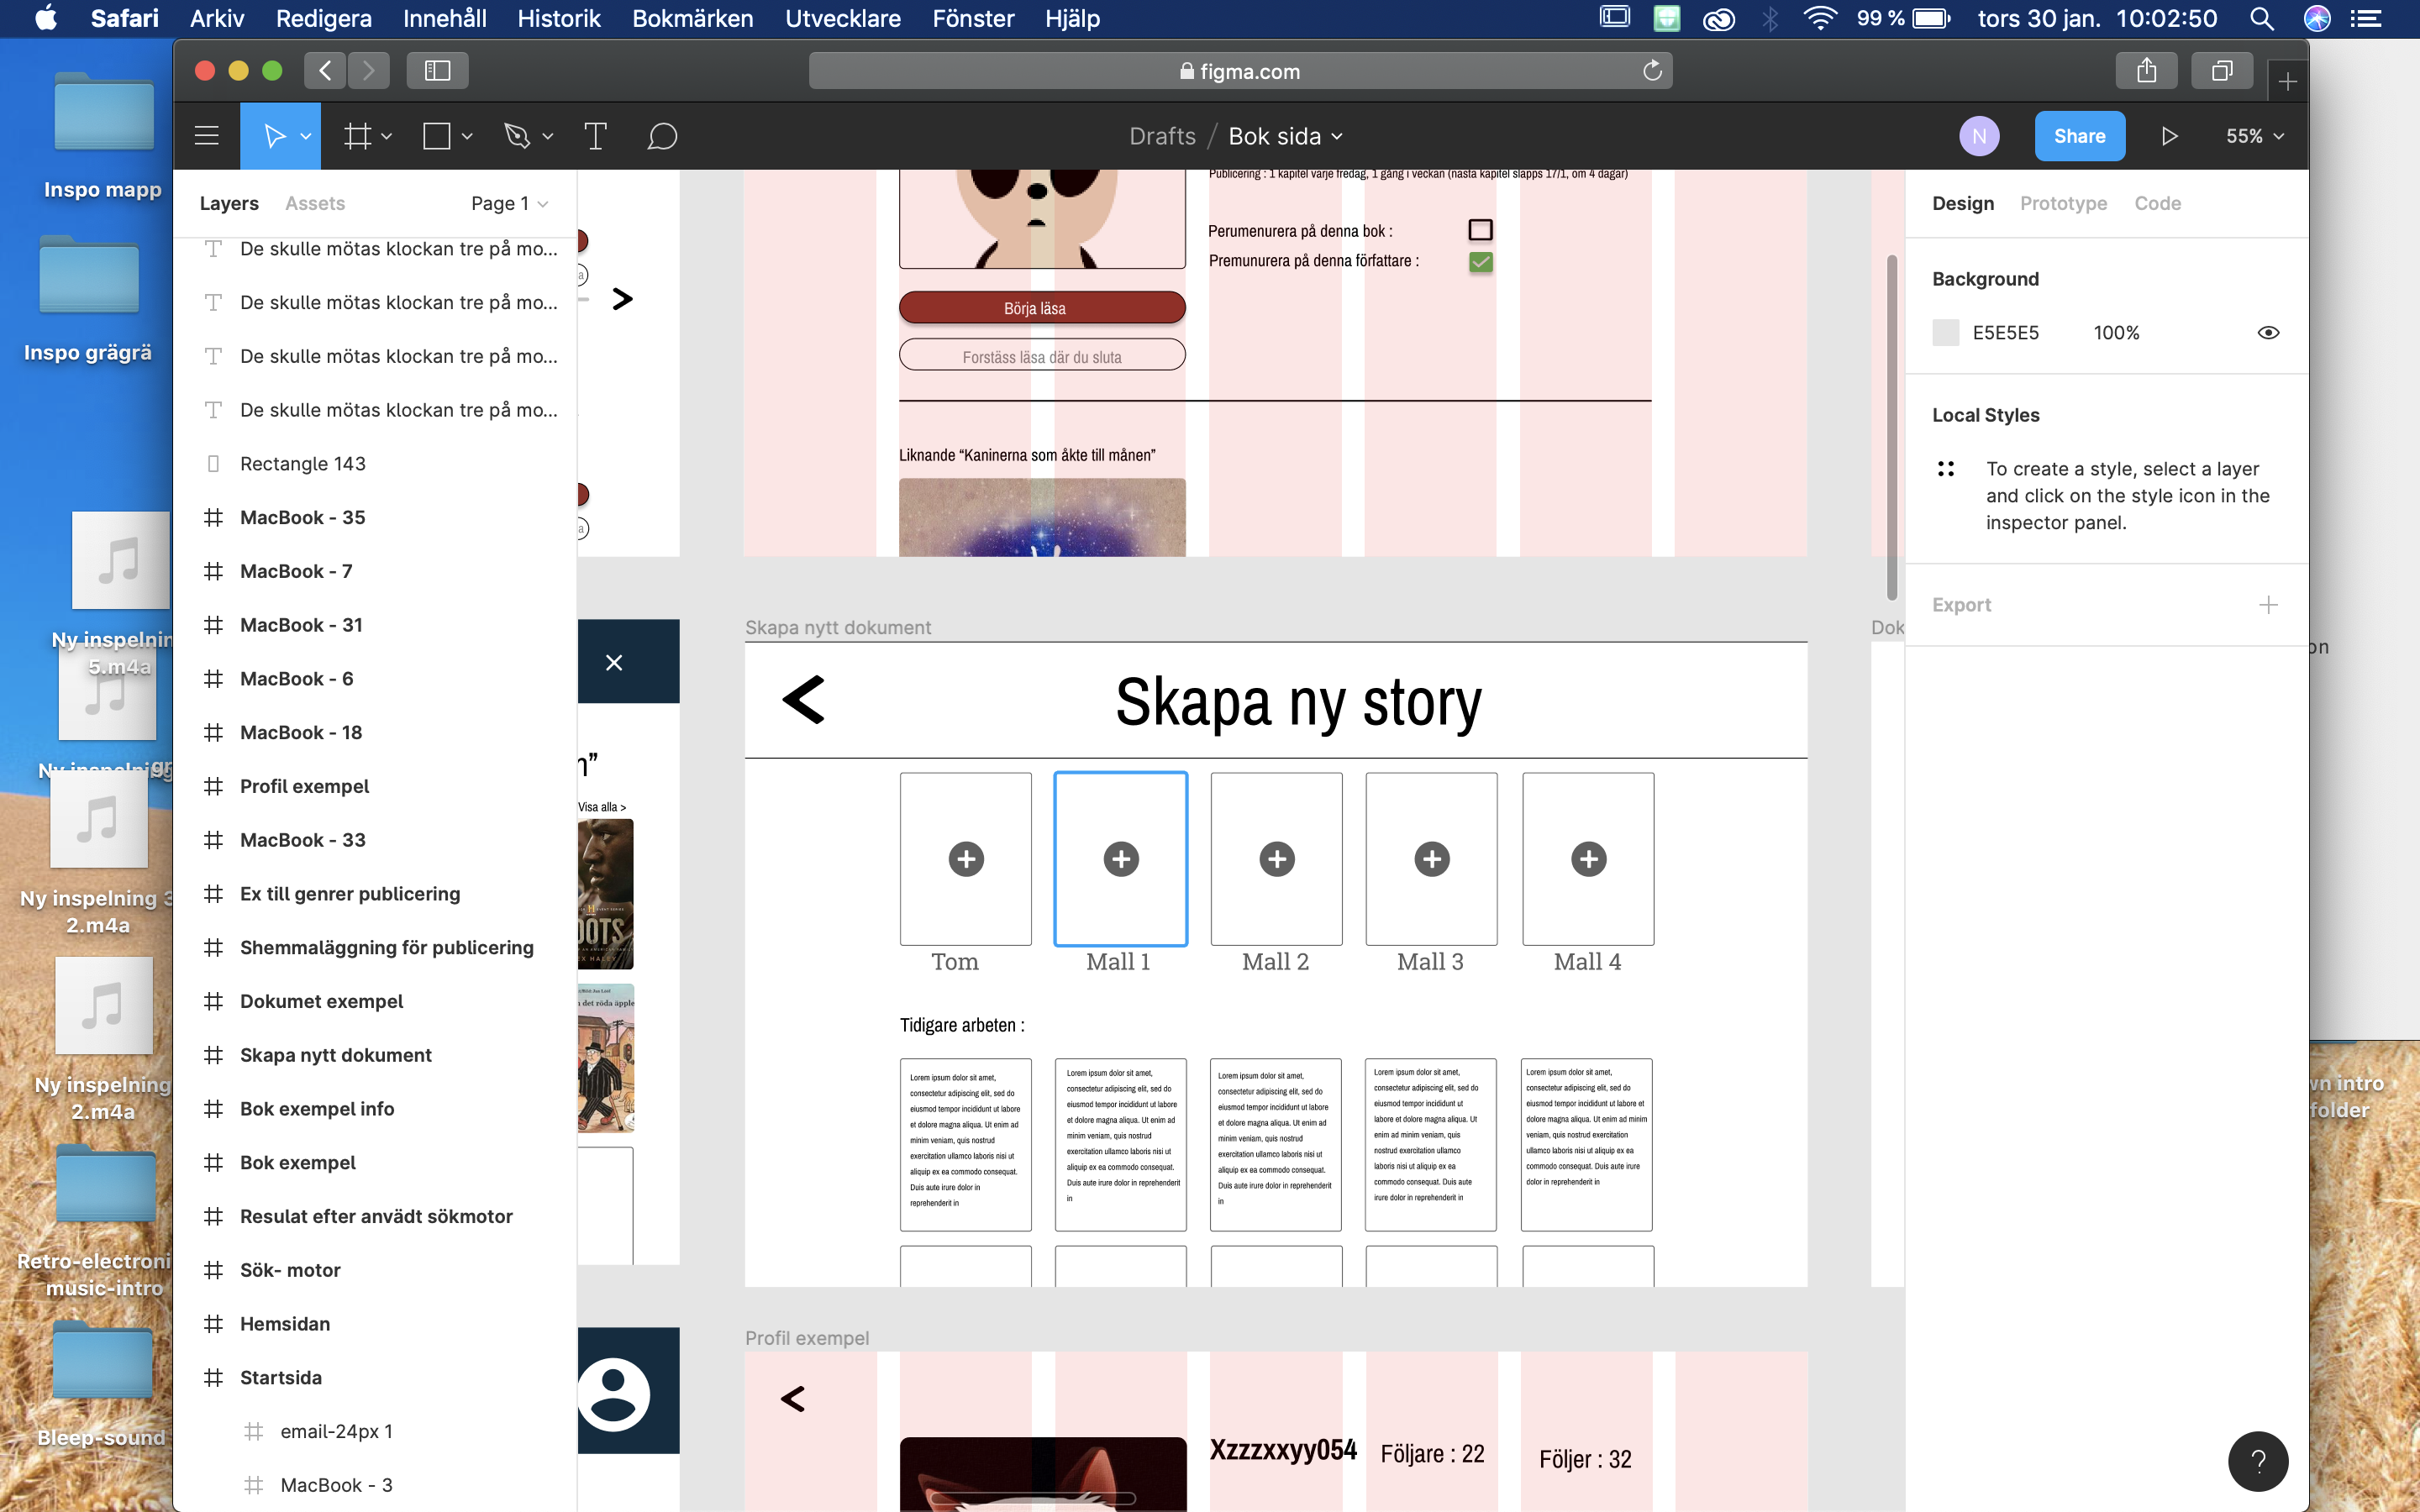 Safari Arkiv Redigera Innehåll Historik Bokmärken Utvecklare Fönster Hjälp 99 % tors 30 jan. 10:02:50
figma.com
Drafts / Bok sida
N
Share
55%
Inspo mapp
Inspo grägrä
Ny inspelnin
5.m4a
Ny inspelning
Ny inspelning 3
2.m4a
Ny inspelning
2.m4a
Retro-electroni
music-intro
Bleep-sound
Layers Assets Page 1
De skulle mötas klockan tre på mo...
De skulle mötas klockan tre på mo...
De skulle mötas klockan tre på mo...
De skulle mötas klockan tre på mo...
Rectangle 143
MacBook - 35
MacBook - 7
MacBook - 31
MacBook - 6
MacBook - 18
Profil exempel
MacBook - 33
Ex till genrer publicering
Shemmaläggning för publicering
Dokumet exempel
Skapa nytt dokument
Bok exempel info
Bok exempel
Resulat efter anvädt sökmotor
Sök- motor
Hemsidan
Startsida
email-24px 1
MacBook - 3
a
>
a
n”
Visa alla >
OOTS
EX HALEY
det röda äpple
Publicering : 1 kapitel varje fredag, 1 gång i veckan (nästa kapitel släpps 17/1, om 4 dagar)
Perumenurera på denna bok :
Premunurera på denna författare :
Börja läsa
Forstäss läsa där du sluta
Liknande “Kaninerna som åkte till månen”
Skapa nytt dokument
Dok
< Skapa ny story
Tom Mall 1 Mall 2 Mall 3 Mall 4
Tidigare arbeten :
Lorem ipsum dolor sit amet,
consectetur adipiscing elit, sed do
eiusmod tempor incididunt ut labore
et dolore magna aliqua. Ut enim ad
minim veniam, quis nostrud
exercitation ullamco laboris nisi ut
aliquip ex ea commodo consequat.
Duis aute irure dolor in
reprehenderit in
Lorem ipsum dolor sit amet,
consectetur adipiscing elit, sed do
eiusmod tempor incididunt ut labore
et dolore magna aliqua. Ut enim ad
minim veniam, quis nostrud
exercitation ullamco laboris nisi ut
aliquip ex ea commodo consequat.
Duis aute irure dolor in reprehenderit
in
Lorem ipsum dolor sit amet,
consectetur adipiscing elit, sed do
eiusmod tempor incididunt ut labore
et dolore magna aliqua. Ut enim ad
minim veniam, quis nostrud
exercitation ullamco laboris nisi ut
aliquip ex ea commodo consequat.
Duis aute irure dolor in reprehenderit
in
Lorem ipsum dolor sit amet,
consectetur adipiscing elit, sed do
eiusmod tempor incididunt ut
labore et dolore magna aliqua. Ut
enim ad minim veniam, quis
nostrud exercitation ullamco
laboris nisi ut aliquip ex ea
commodo consequat. Duis aute
irure dolor in reprehenderit in
Lorem ipsum dolor sit amet,
consectetur adipiscing elit, sed do
eiusmod tempor incididunt ut labore et
dolore magna aliqua. Ut enim ad minim
veniam, quis nostrud exercitation
ullamco laboris nisi ut aliquip ex ea
commodo consequat. Duis aute irure
dolor in reprehenderit in
Profil exempel
<
Xzzzxxyy054 Följare : 22 Följer : 32
Design Prototype Code
Background
E5E5E5 100%
Local Styles
To create a style, select a layer
and click on the style icon in the
inspector panel.
Export
?
on
wn intro
folder